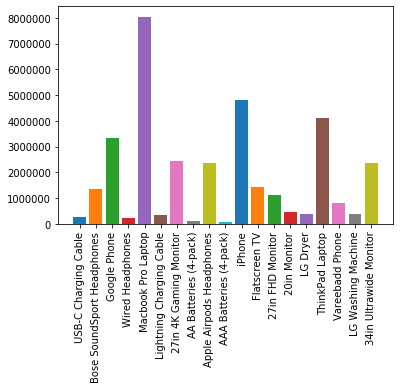 8000000
7000000
6000000
5000000
4000000
3000000
2000000
1000000
0
USB-C Charging Cable
Bose SoundSport Headphones
Google Phone
Wired Headphones
Macbook Pro Laptop
Lightning Charging Cable
27in 4K Gaming Monitor
AA Batteries (4-pack)
Apple Airpods Headphones
AAA Batteries (4-pack)
iPhone
Flatscreen TV
27in FHD Monitor
20in Monitor
LG Dryer
ThinkPad Laptop
Vareebadd Phone
LG Washing Machine
34in Ultrawide Monitor